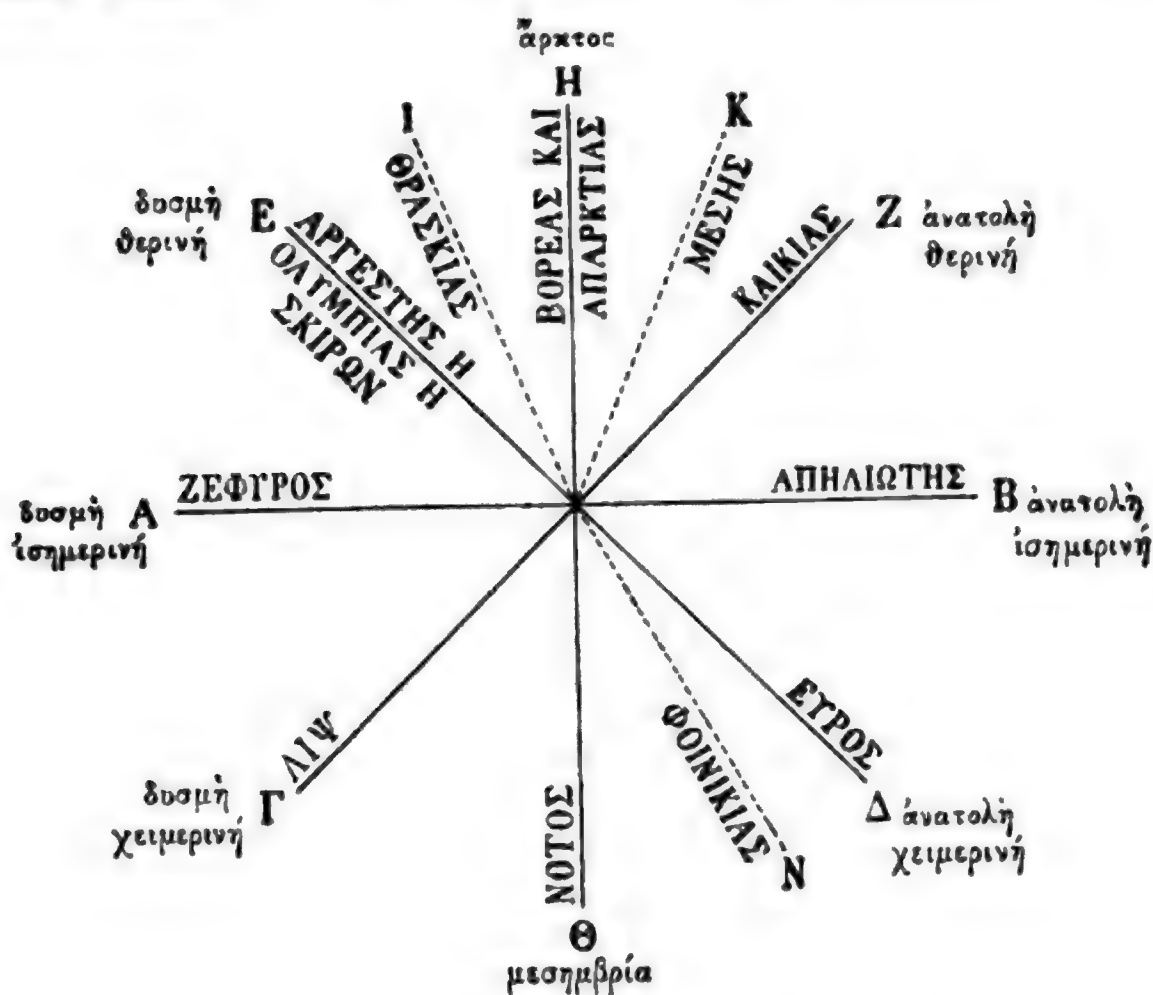 ἄρκτος
Η
Ι
Κ
ΘΡΑΣΚΙΑΣ
ΒΟΡΕΑΣ ΚΑΙ
ΑΠΑΡΚΤΙΑΣ
ΜΕΣΗΣ
δυσμὴ
θερινή
Ε
ΑΡΓΕΣΤΗΣ Η
ΟΛΥΜΠΙΑΣ Η
ΣΚΙΡΩΝ
ΚΑΙΚΙΑΣ
Ζ ἀνατολὴ
θερινή
δυσμὴ Α
ἰσημερινή
ΖΕΦΥΡΟΣ
ΑΠΗΛΙΩΤΗΣ
Β ἀνατολὴ
ἰσημερινή
δυσμὴ Γ
χειμερινή
ΛΙΨ
ΝΟΤΟΣ
ΦΟΙΝΙΚΙΑΣ
Ν
ΕΥΡΟΣ
Δ ἀνατολὴ
χειμερινή
Θ
μεσημβρία